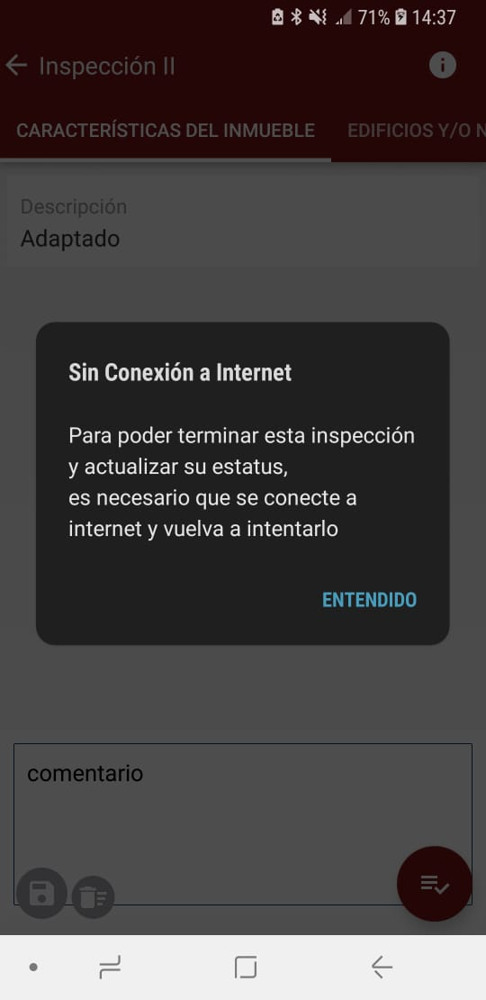 71% 14:37
Inspección II
CARACTERÍSTICAS DEL INMUEBLE EDIFICIOS Y/O N
Descripción
Adaptado
Sin Conexión a Internet
Para poder terminar esta inspección
y actualizar su estatus,
es necesario que se conecte a
internet y vuelva a intentarlo
ENTENDIDO
comentario